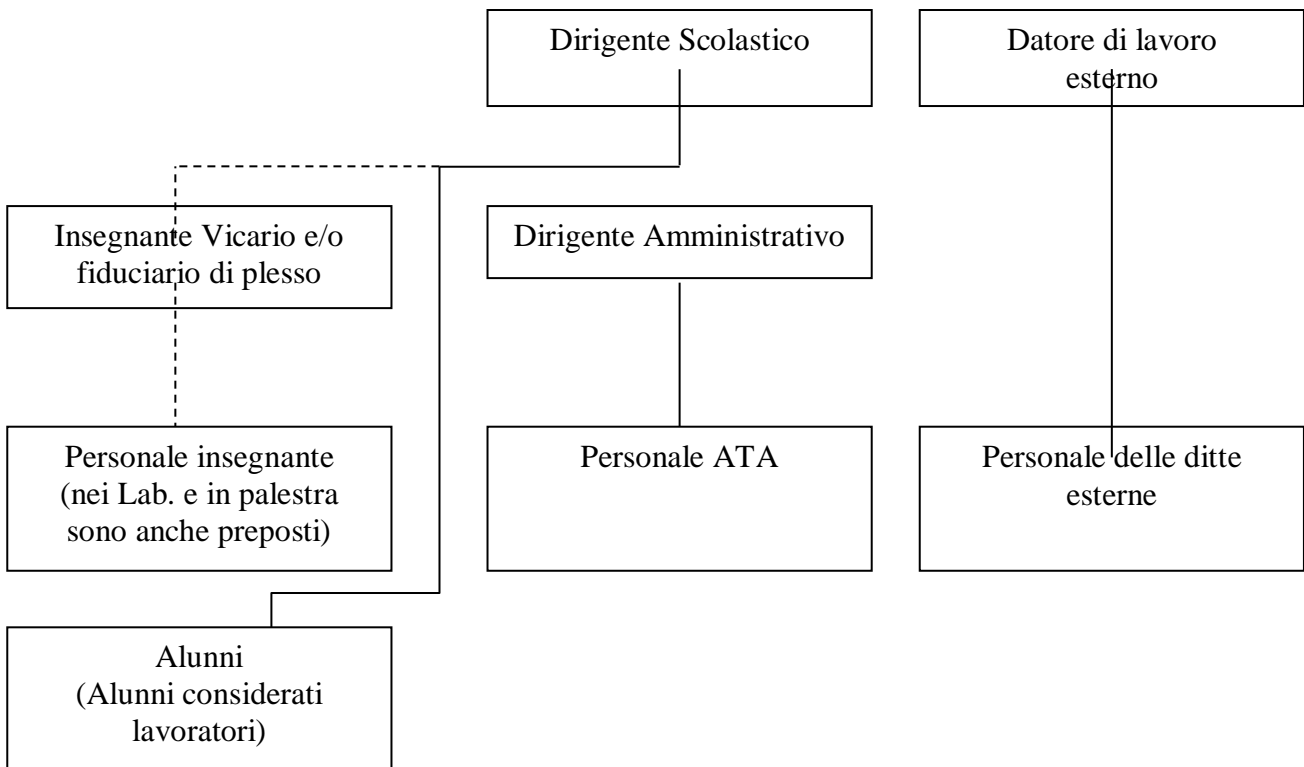 Dirigente Scolastico
Datore di lavoro
esterno
Insegnante Vicario e/o
fiduciario di plesso
Dirigente Amministrativo
Personale insegnante
(nei Lab. e in palestra
sono anche preposti)
Personale ATA
Personale delle ditte
esterne
Alunni
(Alunni considerati
lavoratori)